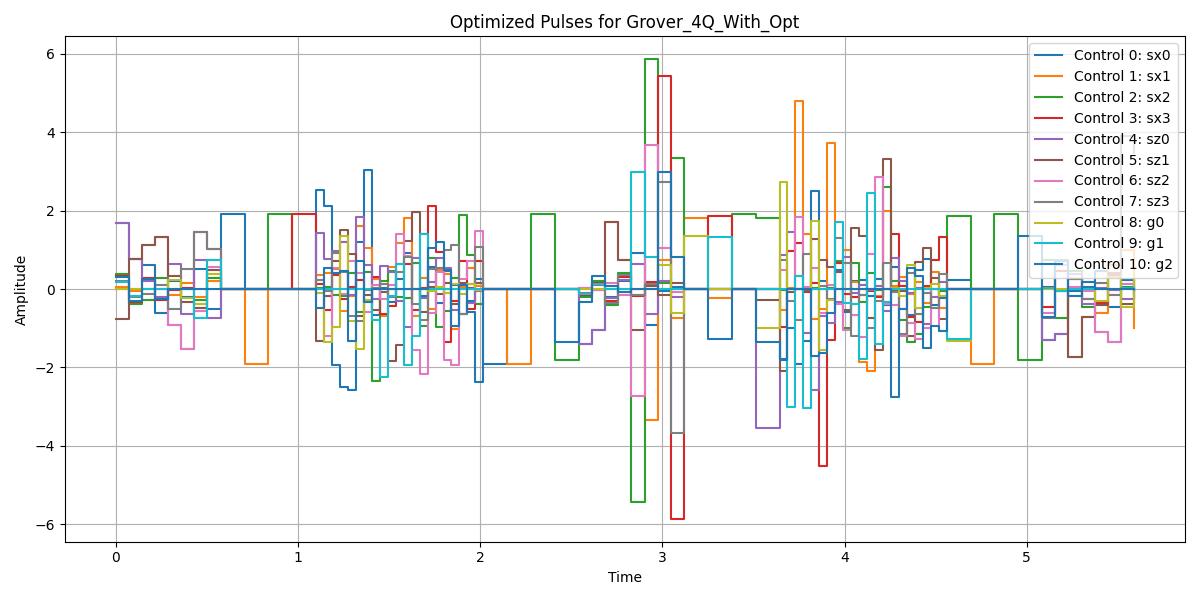 Optimized Pulses for Grover_4Q_With_Opt
Amplitude
6
4
2
0
−2
−4
−6
0
1
2
3
4
5
Time
Control 0: sx0
Control 1: sx1
Control 2: sx2
Control 3: sx3
Control 4: sz0
Control 5: sz1
Control 6: sz2
Control 7: sz3
Control 8: g0
Control 9: g1
Control 10: g2